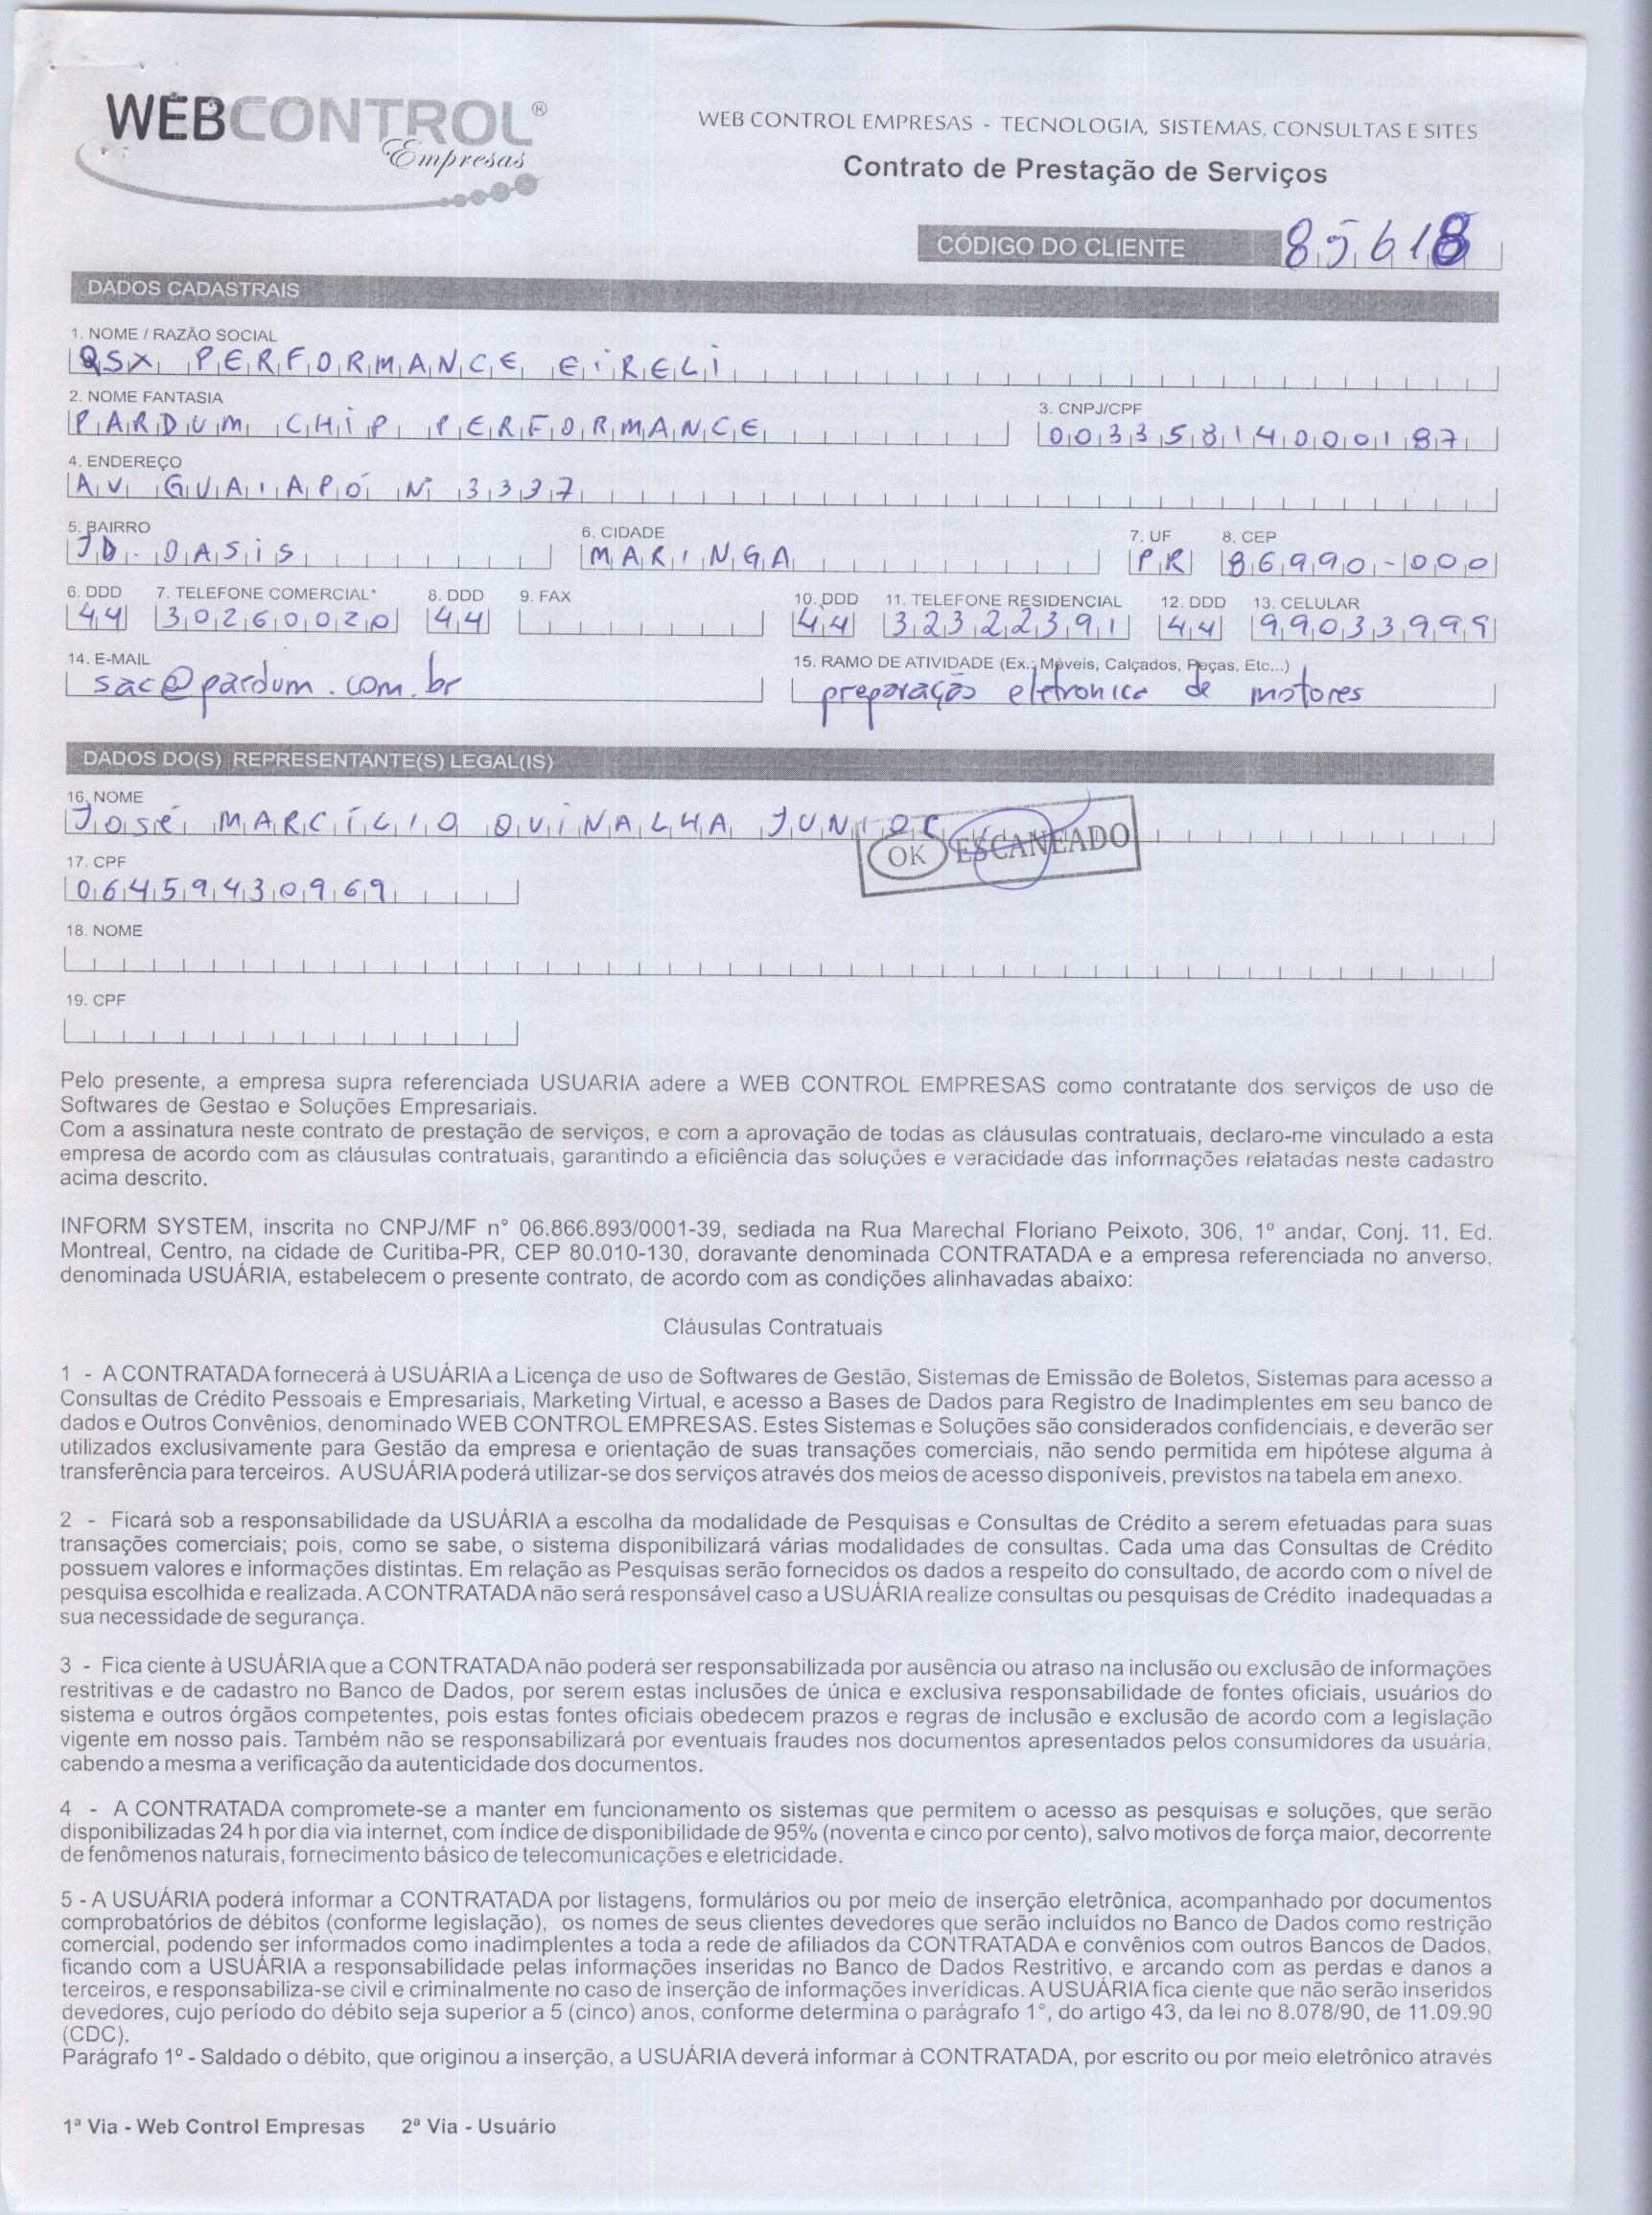 WEBCONTROL®
Empresas
WEB CONTROL EMPRESAS - TECNOLOGIA, SISTEMAS, CONSULTAS E SITES
Contrato de Prestação de Serviços
CÓDIGO DO CLIENTE 85618
DADOS CADASTRAIS
1. NOME / RAZÃO SOCIAL
QSX PERFORMANCE EIRELI
2. NOME FANTASIA 3. CNPJ/CPF
PARDUM CHIP PERFORMANCE 00335814000187
4. ENDEREÇO
AV GUAIAPÓ Nº 3337
5. BAIRRO 6. CIDADE 7. UF 8. CEP
JD. OASIS MARINGA PR 86990-000
6. DDD 7. TELEFONE COMERCIAL* 8. DDD 9. FAX 10. DDD 11. TELEFONE RESIDENCIAL 12. DDD 13. CELULAR
44 30260020 44 44 32322391 44 99033999
14. E-MAIL 15. RAMO DE ATIVIDADE (Ex.: Móveis, Calçados, Peças, Etc...)
sac@pardum.com.br preparação eletronica de motores
DADOS DO(S) REPRESENTANTE(S) LEGAL(IS)
16. NOME
JOSÉ MARCÍLIO QUINALHA JUNIOR
OK ESCANEADO
17. CPF
06459430969
18. NOME
19. CPF
Pelo presente, a empresa supra referenciada USUARIA adere a WEB CONTROL EMPRESAS como contratante dos serviços de uso de
Softwares de Gestao e Soluções Empresariais.
Com a assinatura neste contrato de prestação de serviços, e com a aprovação de todas as cláusulas contratuais, declaro-me vinculado a esta
empresa de acordo com as cláusulas contratuais, garantindo a eficiência das soluções e veracidade das informações relatadas neste cadastro
acima descrito.
INFORM SYSTEM, inscrita no CNPJ/MF n° 06.866.893/0001-39, sediada na Rua Marechal Floriano Peixoto, 306, 1º andar, Conj. 11, Ed.
Montreal, Centro, na cidade de Curitiba-PR, CEP 80.010-130, doravante denominada CONTRATADA e a empresa referenciada no anverso,
denominada USUÁRIA, estabelecem o presente contrato, de acordo com as condições alinhavadas abaixo:
Cláusulas Contratuais
1 - A CONTRATADA fornecerá à USUÁRIA a Licença de uso de Softwares de Gestão, Sistemas de Emissão de Boletos, Sistemas para acesso a
Consultas de Crédito Pessoais e Empresariais, Marketing Virtual, e acesso a Bases de Dados para Registro de Inadimplentes em seu banco de
dados e Outros Convênios, denominado WEB CONTROL EMPRESAS. Estes Sistemas e Soluções são considerados confidenciais, e deverão ser
utilizados exclusivamente para Gestão da empresa e orientação de suas transações comerciais, não sendo permitida em hipótese alguma à
transferência para terceiros. A USUÁRIA poderá utilizar-se dos serviços através dos meios de acesso disponíveis, previstos na tabela em anexo.
2 - Ficará sob a responsabilidade da USUÁRIA a escolha da modalidade de Pesquisas e Consultas de Crédito a serem efetuadas para suas
transações comerciais; pois, como se sabe, o sistema disponibilizará várias modalidades de consultas. Cada uma das Consultas de Crédito
possuem valores e informações distintas. Em relação as Pesquisas serão fornecidos os dados a respeito do consultado, de acordo com o nível de
pesquisa escolhida e realizada. A CONTRATADA não será responsável caso a USUÁRIA realize consultas ou pesquisas de Crédito inadequadas a
sua necessidade de segurança.
3 - Fica ciente à USUÁRIA que a CONTRATADA não poderá ser responsabilizada por ausência ou atraso na inclusão ou exclusão de informações
restritivas e de cadastro no Banco de Dados, por serem estas inclusões de única e exclusiva responsabilidade de fontes oficiais, usuários do
sistema e outros órgãos competentes, pois estas fontes oficiais obedecem prazos e regras de inclusão e exclusão de acordo com a legislação
vigente em nosso país. Também não se responsabilizará por eventuais fraudes nos documentos apresentados pelos consumidores da usuária,
cabendo a mesma a verificação da autenticidade dos documentos.
4 - A CONTRATADA compromete-se a manter em funcionamento os sistemas que permitem o acesso as pesquisas e soluções, que serão
disponibilizadas 24 h por dia via internet, com índice de disponibilidade de 95% (noventa e cinco por cento), salvo motivos de força maior, decorrente
de fenômenos naturais, fornecimento básico de telecomunicações e eletricidade.
5 - A USUÁRIA poderá informar a CONTRATADA por listagens, formulários ou por meio de inserção eletrônica, acompanhado por documentos
comprobatórios de débitos (conforme legislação), os nomes de seus clientes devedores que serão incluídos no Banco de Dados como restrição
comercial, podendo ser informados como inadimplentes a toda a rede de afiliados da CONTRATADA e convênios com outros Bancos de Dados,
ficando com a USUÁRIA a responsabilidade pelas informações inseridas no Banco de Dados Restritivo, e arcando com as perdas e danos a
terceiros, e responsabiliza-se civil e criminalmente no caso de inserção de informações inverídicas. A USUÁRIA fica ciente que não serão inseridos
devedores, cujo período do débito seja superior a 5 (cinco) anos, conforme determina o parágrafo 1°, do artigo 43, da lei no 8.078/90, de 11.09.90
(CDC).
Parágrafo 1º - Saldado o débito, que originou a inserção, a USUÁRIA deverá informar à CONTRATADA, por escrito ou por meio eletrônico através
1ª Via - Web Control Empresas 2ª Via - Usuário